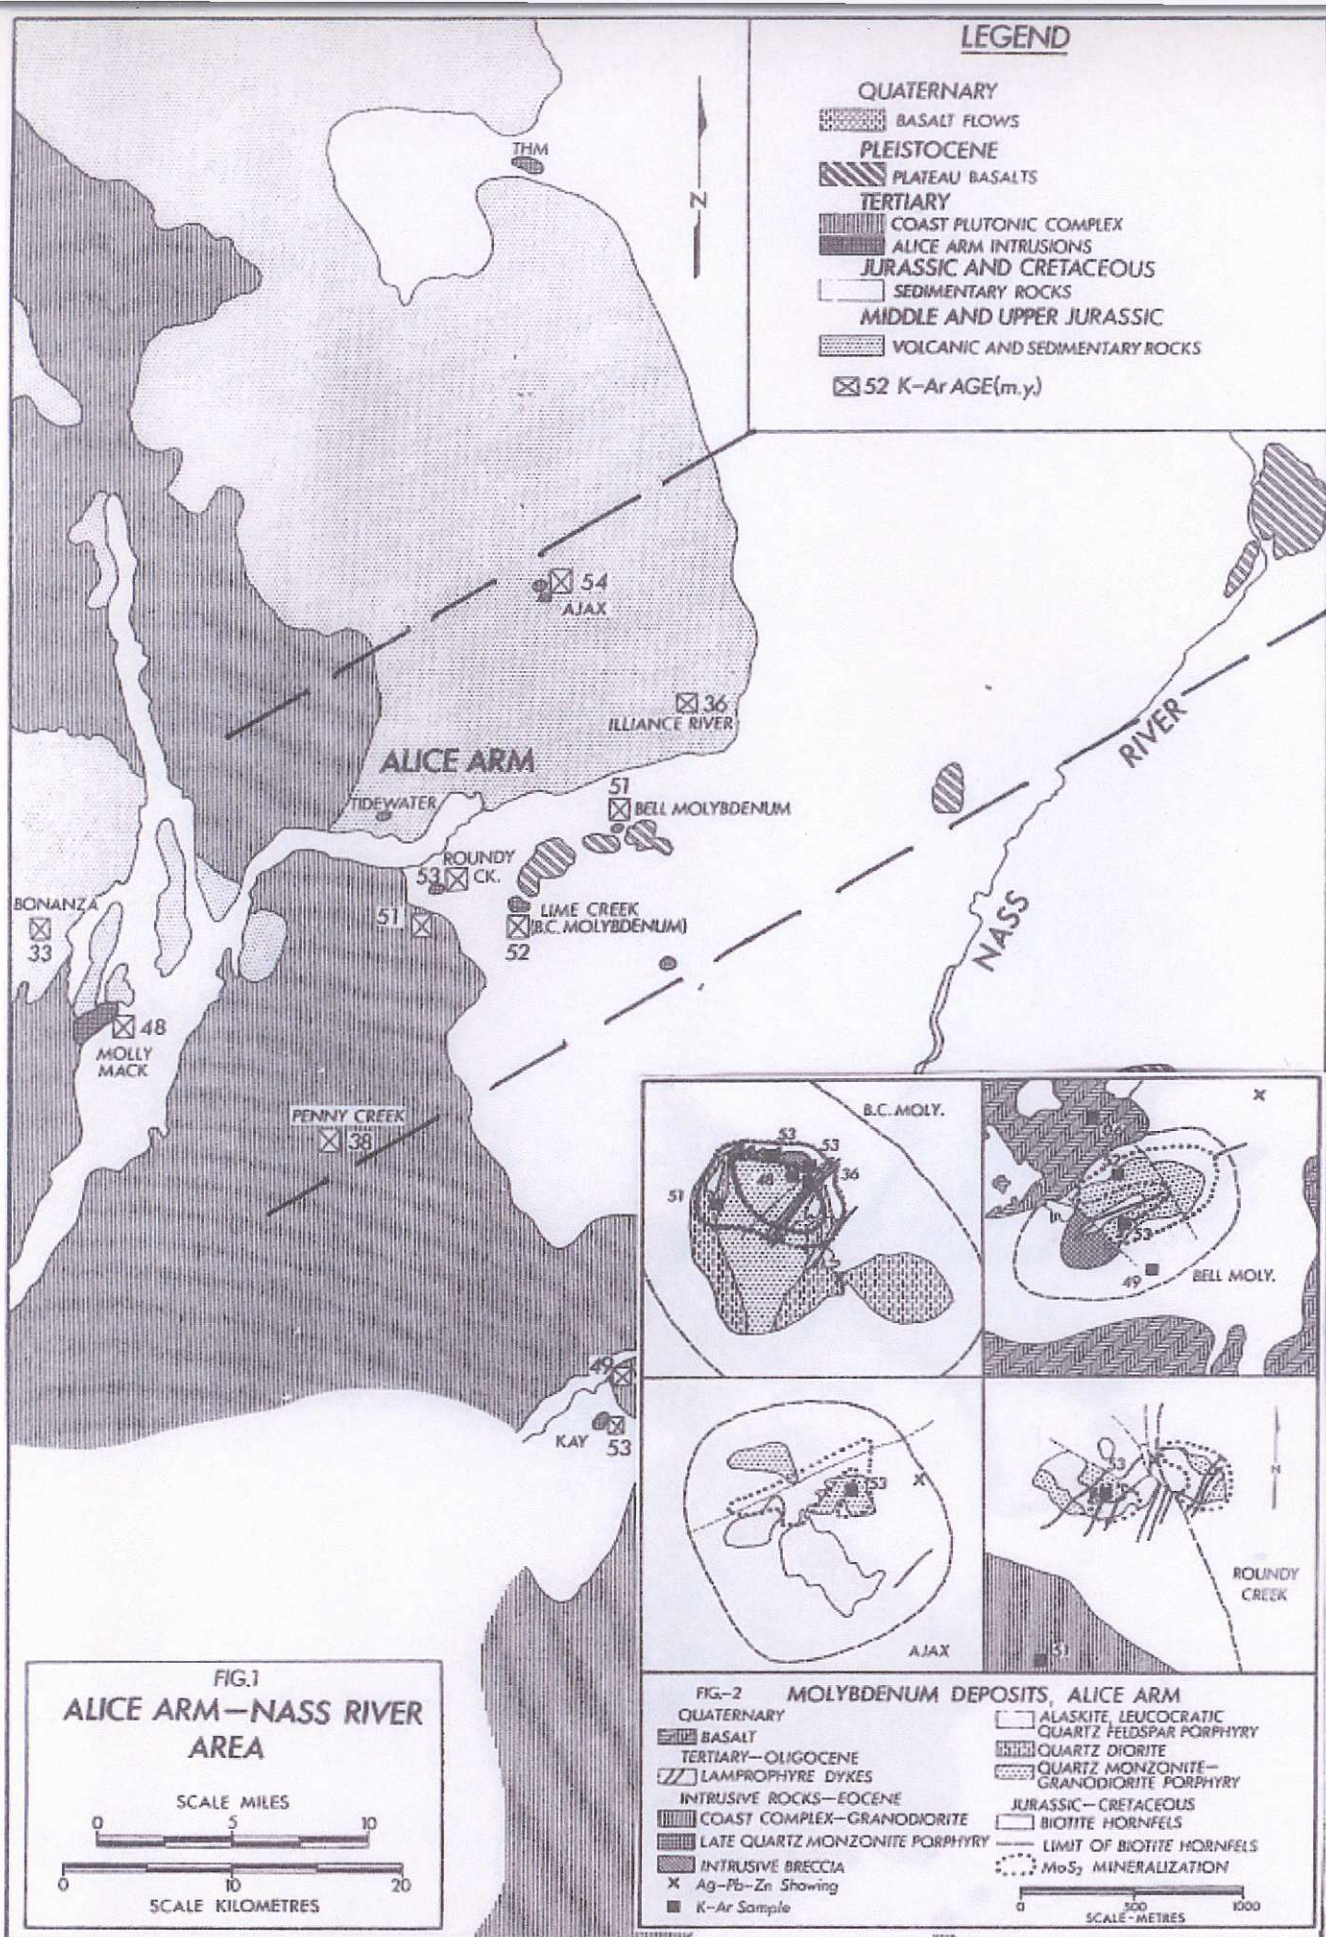 LEGEND
QUATERNARY
BASALT FLOWS
PLEISTOCENE
PLATEAU BASALTS
TERTIARY
COAST PLUTONIC COMPLEX
ALICE ARM INTRUSIONS
JURASSIC AND CRETACEOUS
SEDIMENTARY ROCKS
MIDDLE AND UPPER JURASSIC
VOLCANIC AND SEDIMENTARY ROCKS
52 K-Ar AGE(m.y.)
THM
N
54
AJAX
36
ILLIANCE RIVER
RIVER
NASS
ALICE ARM
TIDEWATER
51
BELL MOLYBDENUM
ROUNDY
53 CK.
51
LIME CREEK
(B.C. MOLYBDENUM)
52
BONANZA
33
48
MOLLY
MACK
PENNY CREEK
38
49
KAY
53
B.C. MOLY.
53
53
48
36
51
52
53
49
BELL MOLY.
53
AJAX
53
N
ROUNDY
CREEK
51
FIG.1
ALICE ARM—NASS RIVER
AREA
SCALE MILES
0 5 10
0 10 20
SCALE KILOMETRES
FIG.-2 MOLYBDENUM DEPOSITS, ALICE ARM
QUATERNARY
BASALT
TERTIARY—OLIGOCENE
LAMPROPHYRE DYKES
INTRUSIVE ROCKS—EOCENE
COAST COMPLEX—GRANODIORITE
LATE QUARTZ MONZONITE PORPHYRY
INTRUSIVE BRECCIA
x Ag-Pb-Zn Showing
K-Ar Sample
ALASKITE, LEUCOCRATIC
QUARTZ FELDSPAR PORPHYRY
QUARTZ DIORITE
QUARTZ MONZONITE—
GRANODIORITE PORPHYRY
JURASSIC—CRETACEOUS
BIOTITE HORNFELS
LIMIT OF BIOTITE HORNFELS
MoS₂ MINERALIZATION
0 500 1000
SCALE-METRES